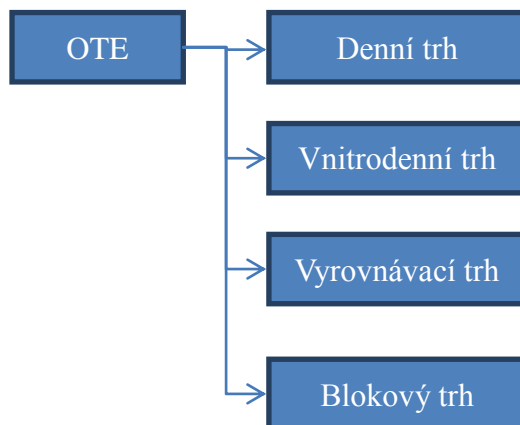 OTE
Denní trh
Vnitrodenní trh
Vyrovnávací trh
Blokový trh